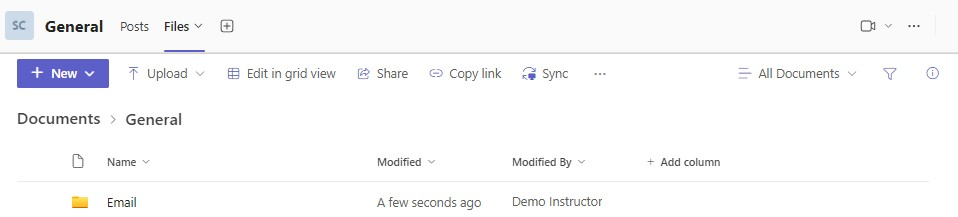 SC General Posts Files
+ New Upload Edit in grid view Share Copy link Sync ... All Documents
Documents > General
Name Modified Modified By + Add column
Email A few seconds ago Demo Instructor